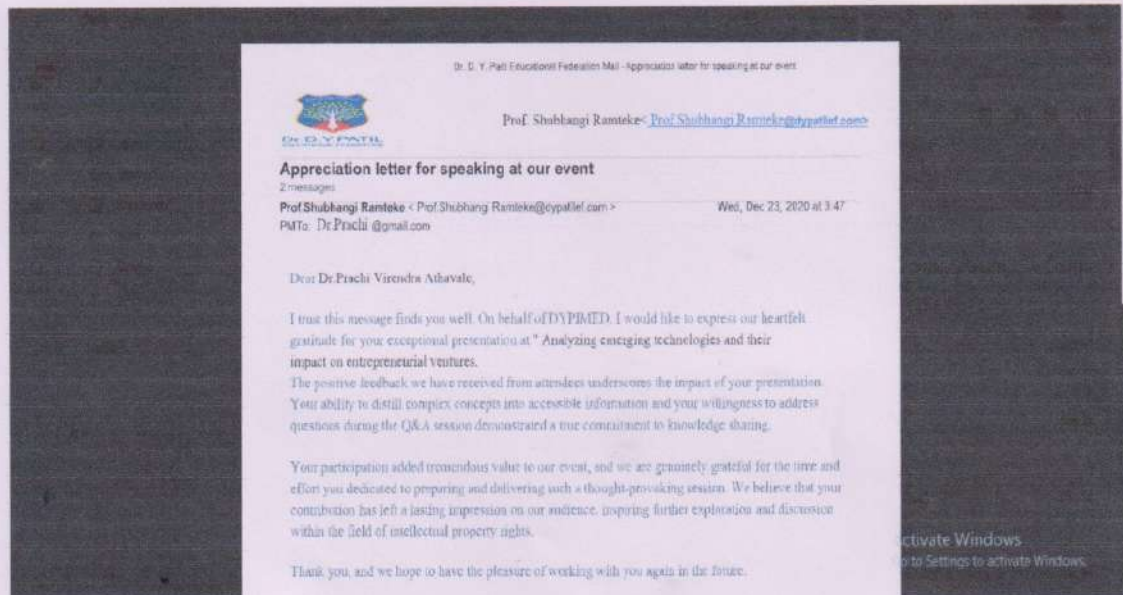 Dr. D. Y. Patil Educational Federation Mail - Appreciation letter for speaking at our event
Prof. Shubhangi Ramteke< Prof.Shubhangi.Ramteke@dypatilef.com>
Dr. D. Y. PATIL
Appreciation letter for speaking at our event
2 messages
Prof.Shubhangi Ramteke < Prof.Shubhang Ramteke@dypatilef.com > Wed, Dec 23, 2020 at 3:47
PMTo: Dr.Prachi @gmail.com
Dear Dr.Prachi Virendra Athavale,
I trust this message finds you well. On behalf of DYPIMED. I would like to express our heartfelt
gratitude for your exceptional presentation at " Analyzing emerging technologies and their
impact on entrepreneurial ventures.
The positive feedback we have received from attendees underscores the impact of your presentation.
Your ability to distill complex concepts into accessible information and your willingness to address
questions during the Q&A session demonstrated a true commitment to knowledge sharing.
Your participation added tremendous value to our event, and we are genuinely grateful for the time and
effort you dedicated to preparing and delivering such a thought-provoking session. We believe that your
contribution has left a lasting impression on our audience, inspiring further exploration and discussion
within the field of intellectual property rights.
Thank you, and we hope to have the pleasure of working with you again in the future.
ctivate Windows
o to Settings to activate Windows.